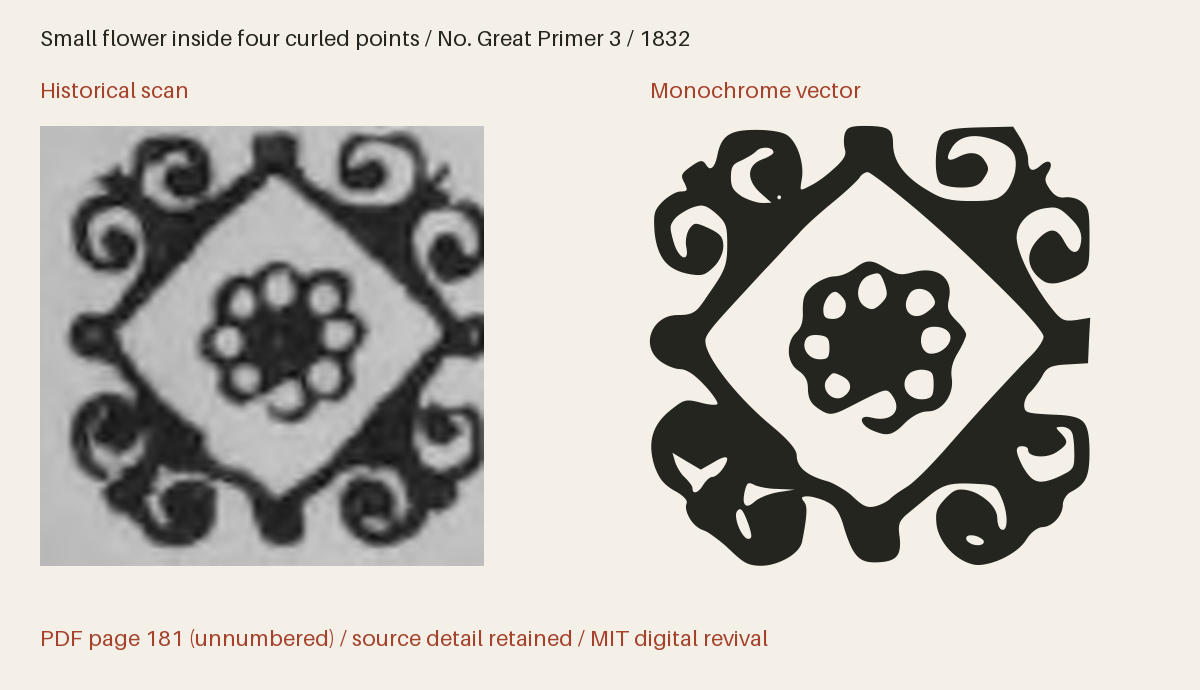 Small flower inside four curled points / No. Great Primer 3 / 1832
Historical scan
Monochrome vector
PDF page 181 (unnumbered) / source detail retained / MIT digital revival